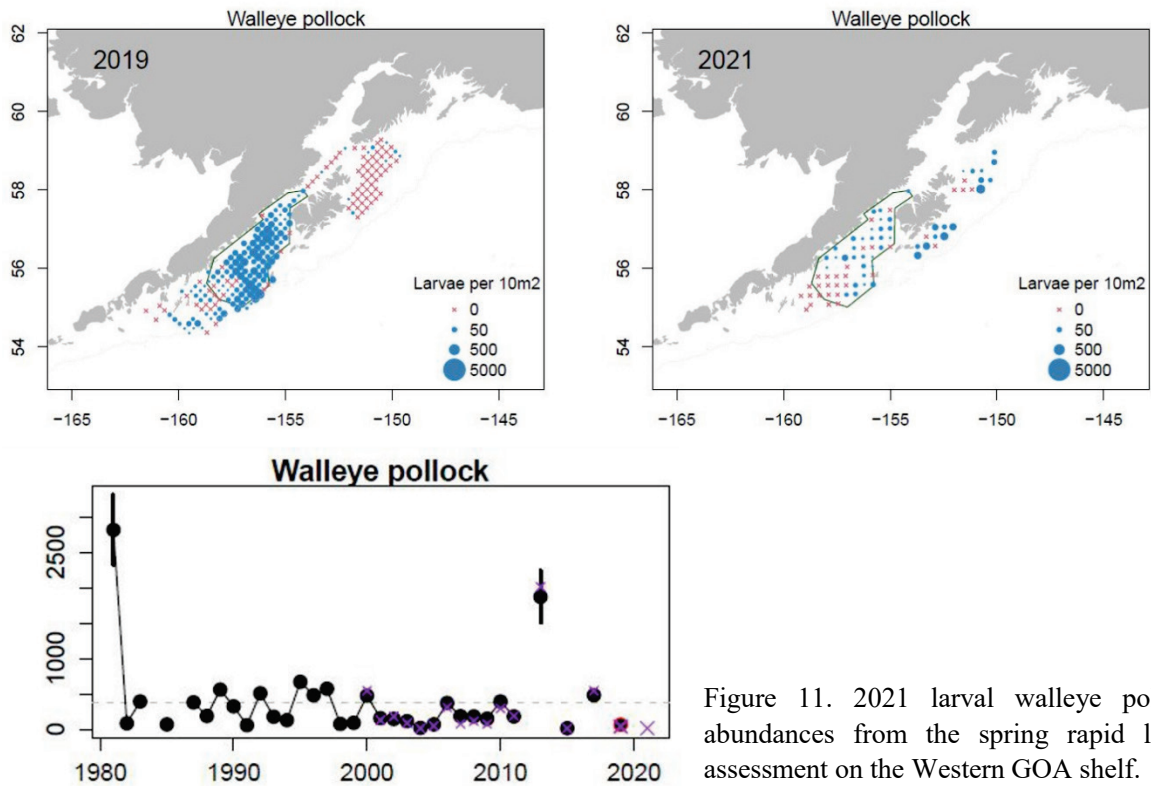 Walleye pollock
2019
62
60
58
56
54
Larvae per 10m2
0
50
500
5000
−165 −160 −155 −150 −145
Walleye pollock
2021
62
60
58
56
54
Larvae per 10m2
0
50
500
5000
−165 −160 −155 −150 −145
Walleye pollock
2500
1000
0
1980 1990 2000 2010 2020
Figure 11. 2021 larval walleye po
abundances from the spring rapid l
assessment on the Western GOA shelf.